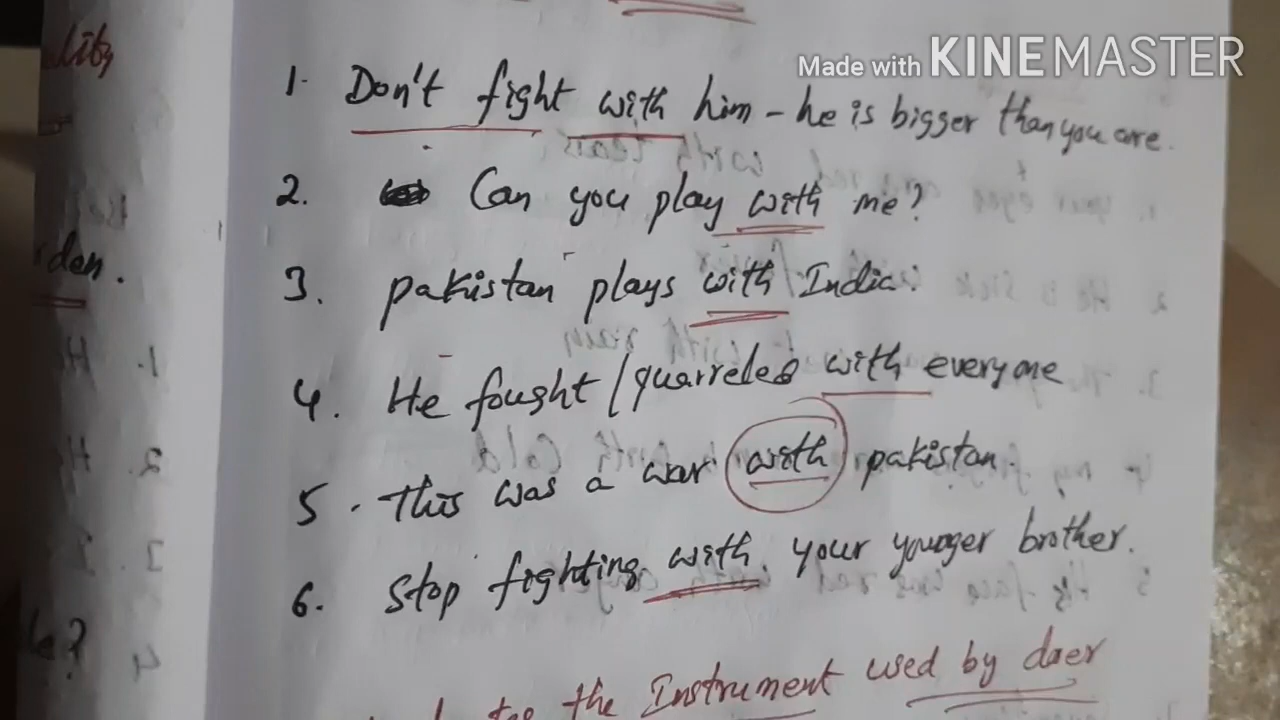 Made with KINEMASTER
1. Don't fight with him – he is bigger than you are.
2. Can you play with me?
3. pakistan plays with India.
4. He fought / quarreled with everyone
5. This was a war with pakistan.
6. Stop fighting with your younger brother.
the Instrument used by doer
den.